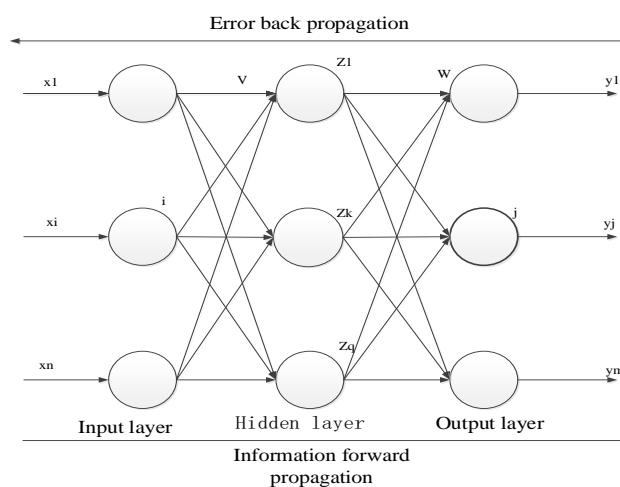 Error back propagation
x1
V
Z1
W
y1
xi
i
Zk
j
yj
xn
Zq
ym
Input layer
Hidden layer
Output layer
Information forward
propagation